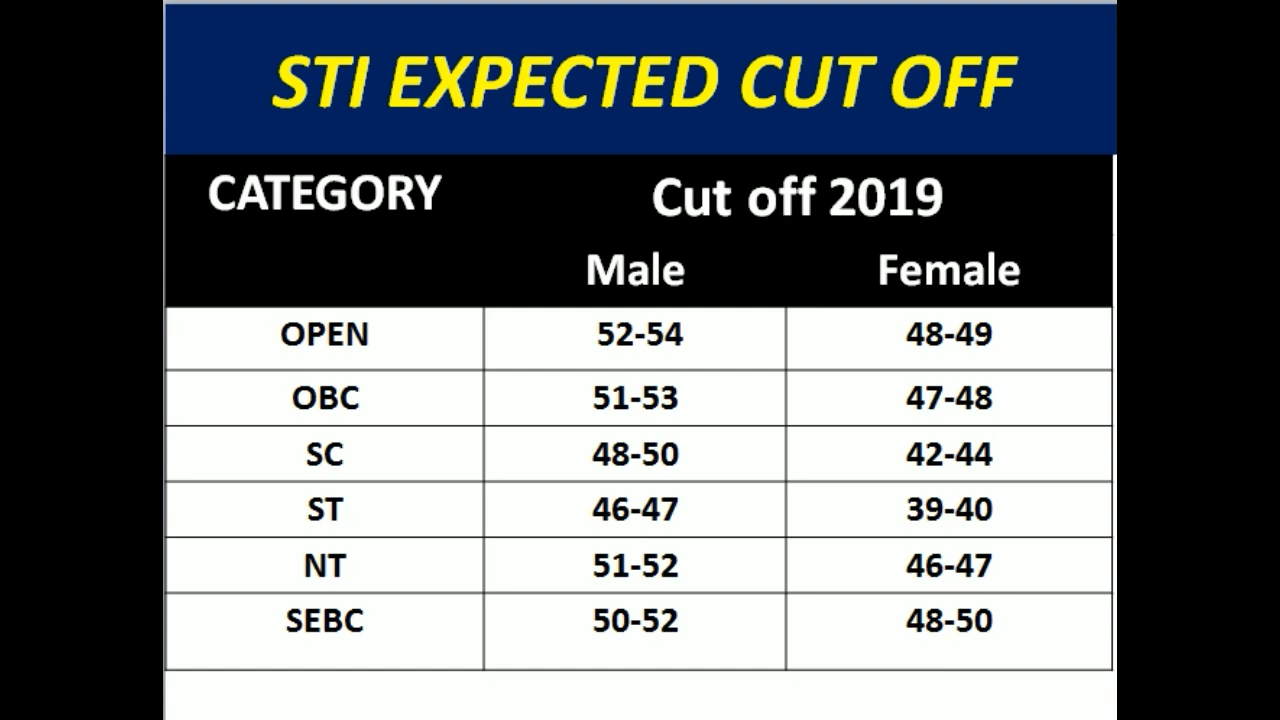 STI EXPECTED CUT OFF
CATEGORY Cut off 2019
Male Female
OPEN 52-54 48-49
OBC 51-53 47-48
SC 48-50 42-44
ST 46-47 39-40
NT 51-52 46-47
SEBC 50-52 48-50